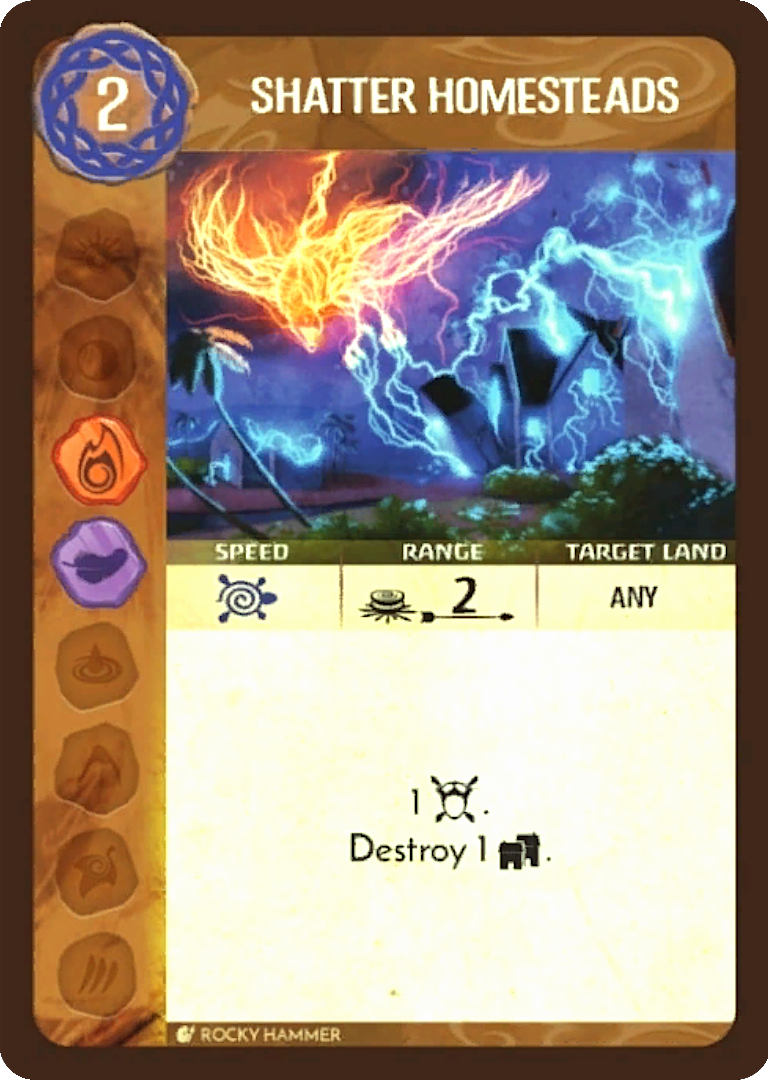 2
SHATTER HOMESTEADS
SPEED RANGE TARGET LAND
2 ANY
1 .
Destroy 1 .
ROCKY HAMMER